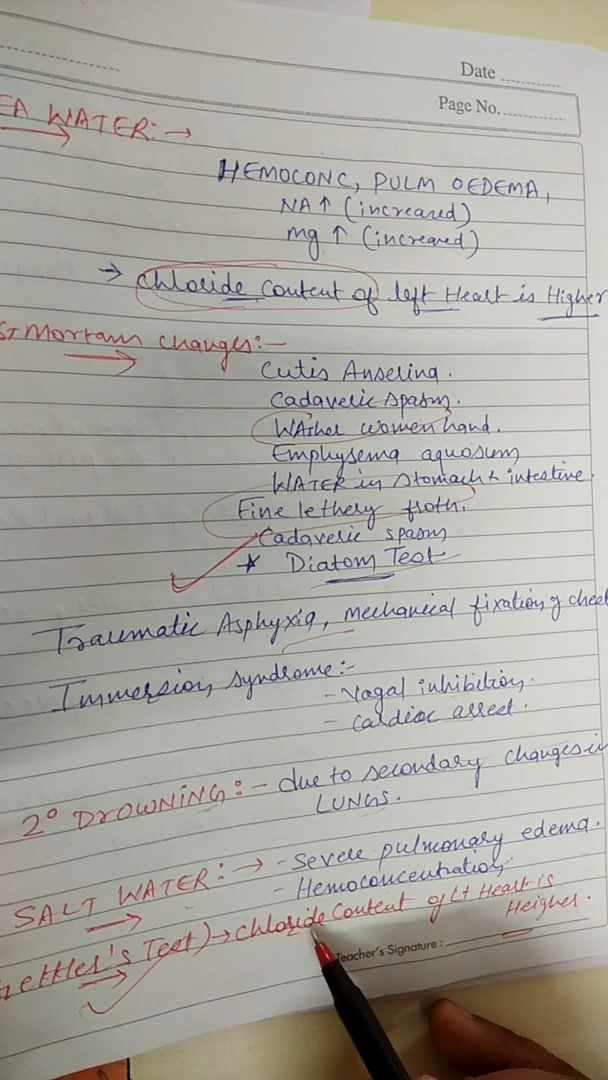 Date
Page No.
EA WATER:→
HEMOCONC, PULM OEDEMA,
NA↑ (increared)
mg↑ (increared)
→ chloride content of left Heart is Higher
ST Mortam changes:-
Cutis Anserina.
Cadaveric spasm.
WAsher women hand.
Emphysema aquosum
WATER in Stomach & intestine
Fine lethery froth.
Cadaveric spasm
* Diatom Test
Traumatic Asphyxia, mechanical fixation of chest
Immersion syndrome:-
- Vagal inhibition.
- cardiac arrest.
2° DROWNiNG:- due to secondary changes in
LUNGS.
SALT WATER:→ - Severe pulmonary edema.
- Hemoconcentration
ettler's Test)→ chloride content of Lt Heart is
Heigher.
Teacher's Signature :